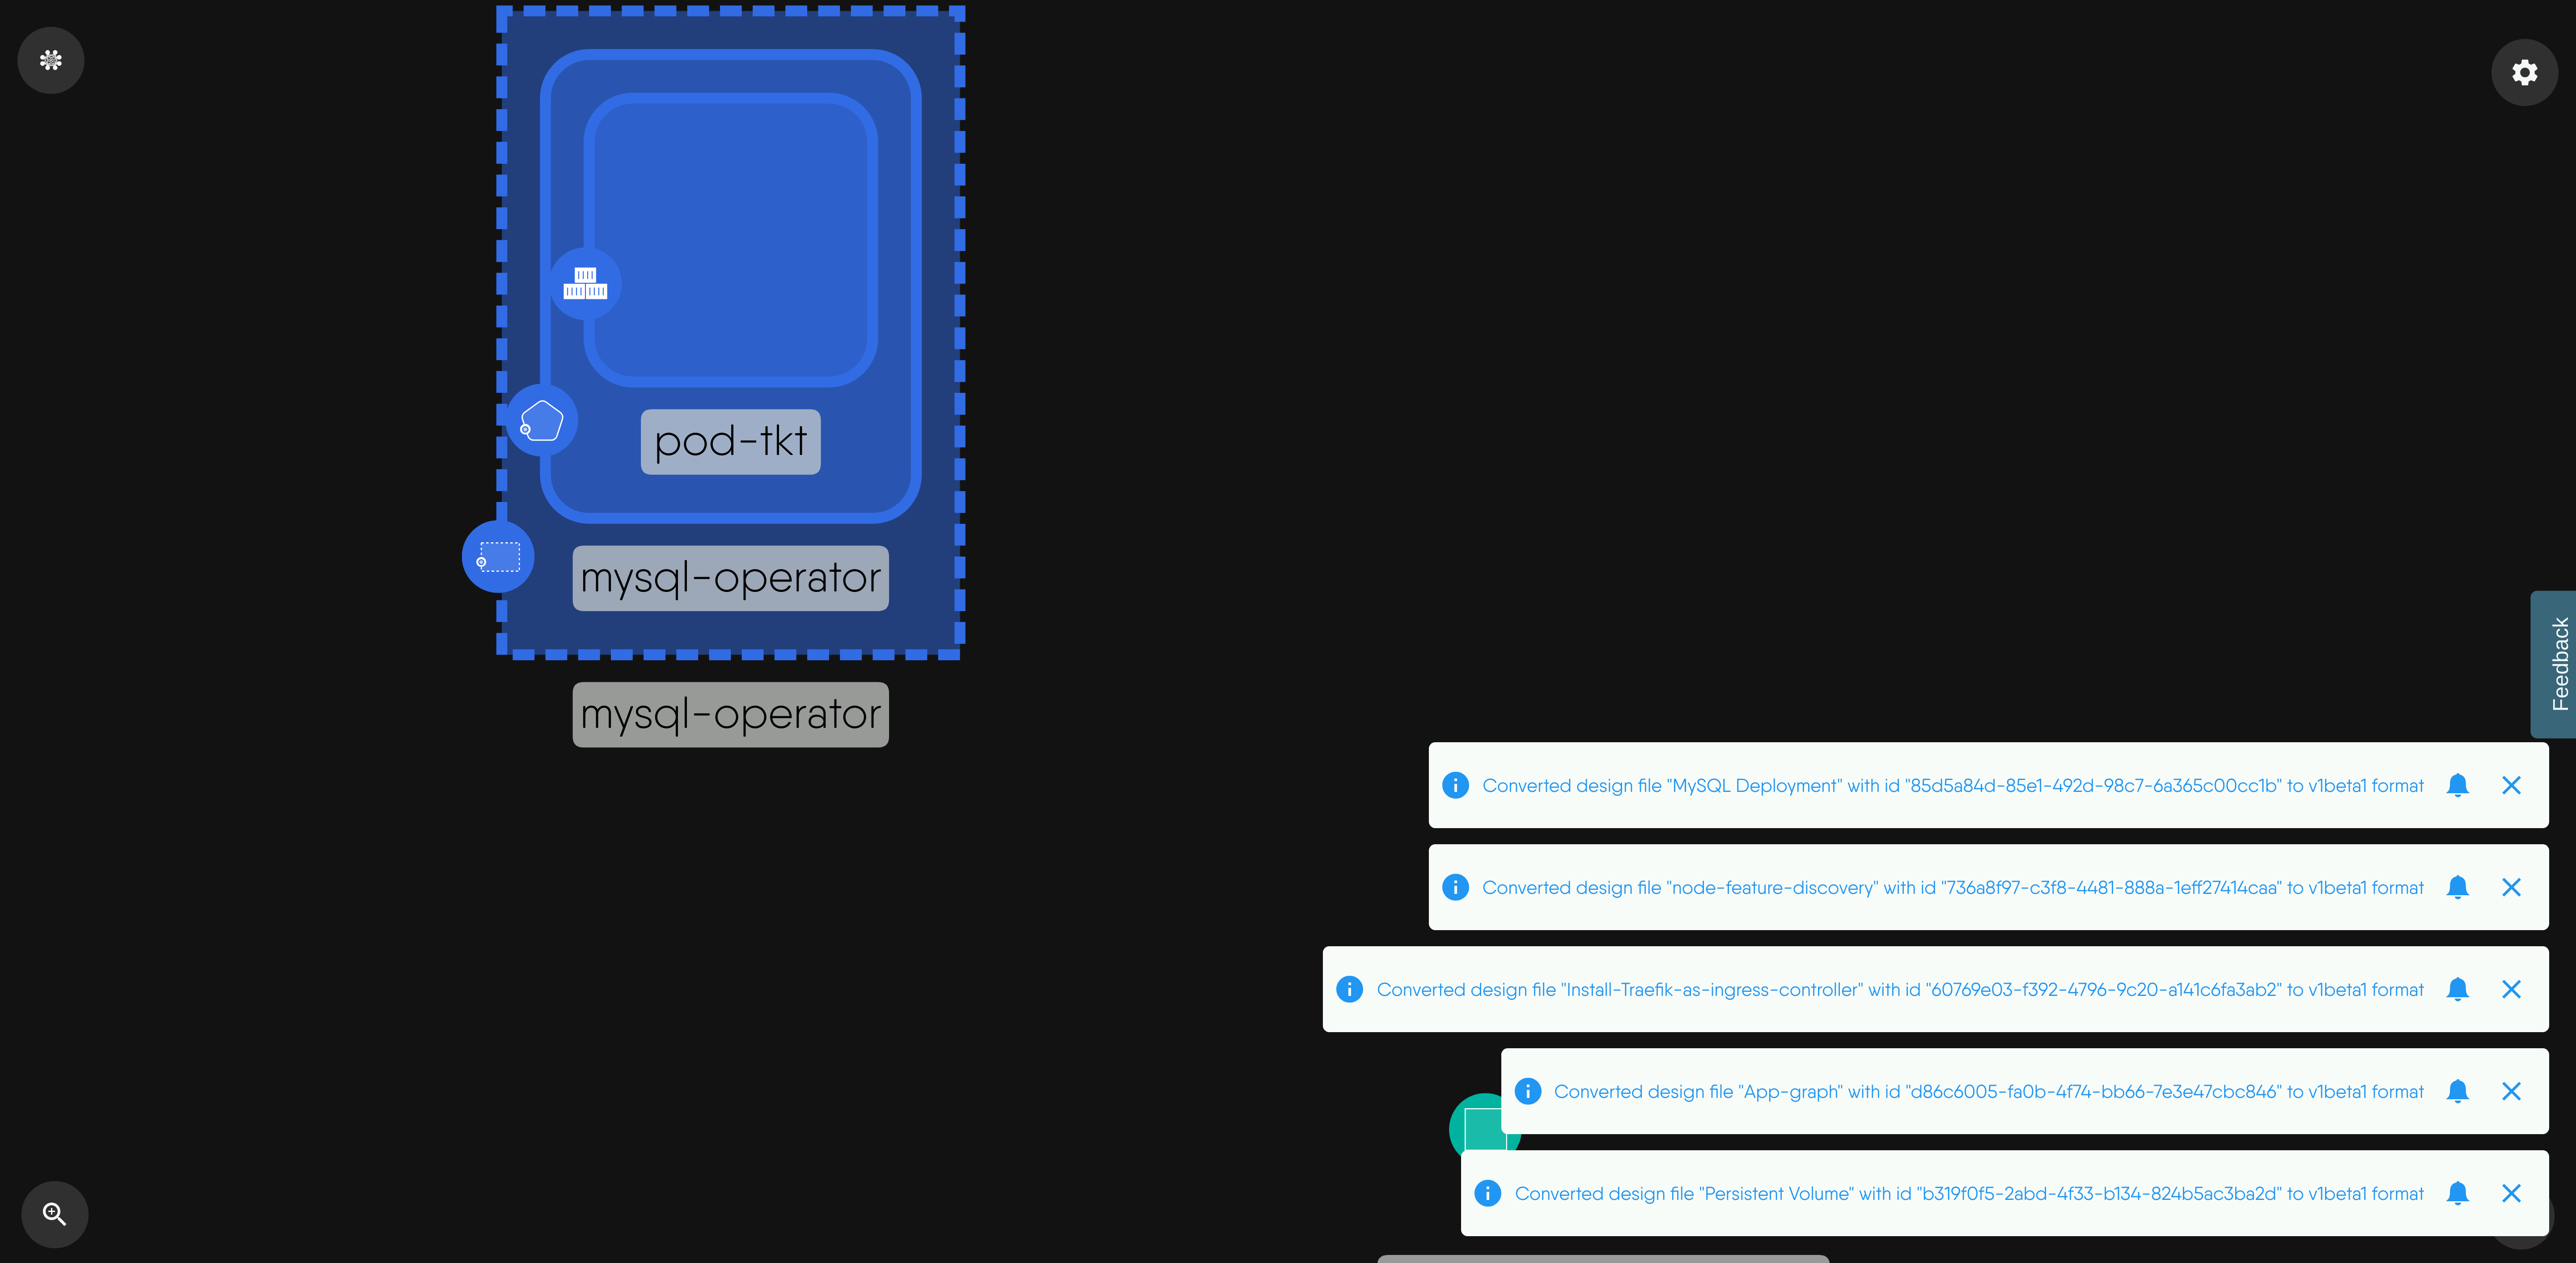 pod-tkt
mysql-operator
mysql-operator
Feedback
Converted design file "MySQL Deployment" with id "85d5a84d-85e1-492d-98c7-6a365c00cc1b" to v1beta1 format
Converted design file "node-feature-discovery" with id "736a8f97-c3f8-4481-888a-1eff27414caa" to v1beta1 format
Converted design file "Install-Traefik-as-ingress-controller" with id "60769e03-f392-4796-9c20-a141c6fa3ab2" to v1beta1 format
Converted design file "App-graph" with id "d86c6005-fa0b-4f74-bb66-7e3e47cbc846" to v1beta1 format
Converted design file "Persistent Volume" with id "b319f0f5-2abd-4f33-b134-824b5ac3ba2d" to v1beta1 format